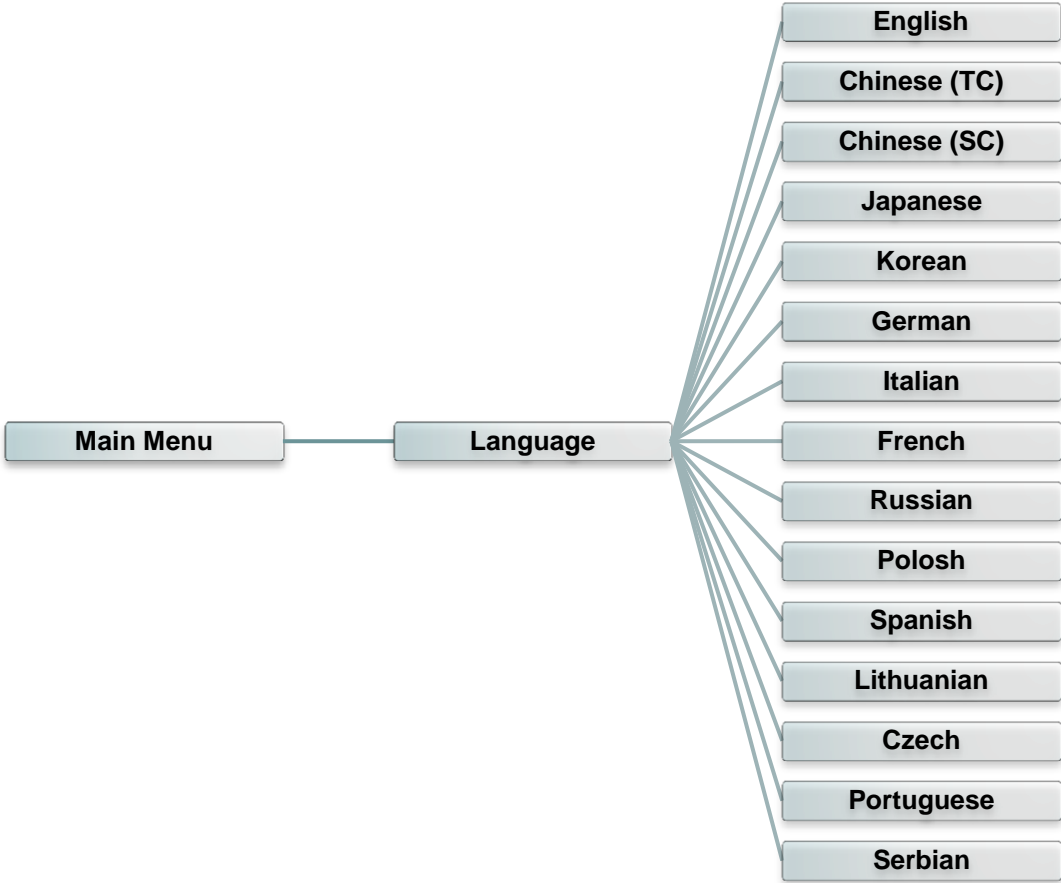 Main Menu
Language
English
Chinese (TC)
Chinese (SC)
Japanese
Korean
German
Italian
French
Russian
Polosh
Spanish
Lithuanian
Czech
Portuguese
Serbian